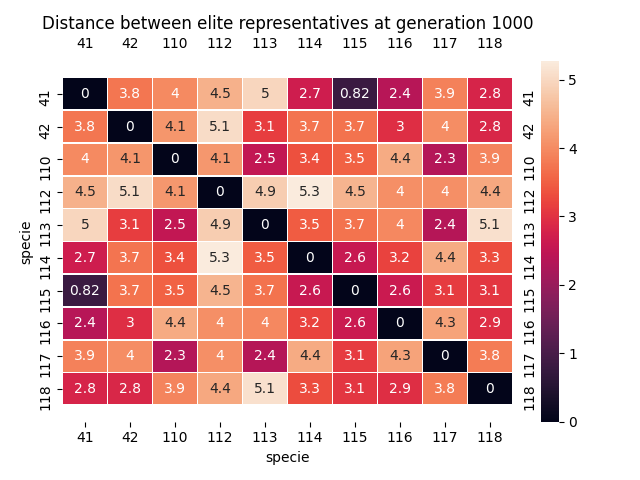 Distance between elite representatives at generation 1000
41 42 110 112 113 114 115 116 117 118
41 0 3.8 4 4.5 5 2.7 0.82 2.4 3.9 2.8 41
42 3.8 0 4.1 5.1 3.1 3.7 3.7 3 4 2.8 42
110 4 4.1 0 4.1 2.5 3.4 3.5 4.4 2.3 3.9 110
112 4.5 5.1 4.1 0 4.9 5.3 4.5 4 4 4.4 112
113 5 3.1 2.5 4.9 0 3.5 3.7 4 2.4 5.1 113
114 2.7 3.7 3.4 5.3 3.5 0 2.6 3.2 4.4 3.3 114
115 0.82 3.7 3.5 4.5 3.7 2.6 0 2.6 3.1 3.1 115
116 2.4 3 4.4 4 4 3.2 2.6 0 4.3 2.9 116
117 3.9 4 2.3 4 2.4 4.4 3.1 4.3 0 3.8 117
118 2.8 2.8 3.9 4.4 5.1 3.3 3.1 2.9 3.8 0 118
41 42 110 112 113 114 115 116 117 118
specie
specie
5
4
3
2
1
0